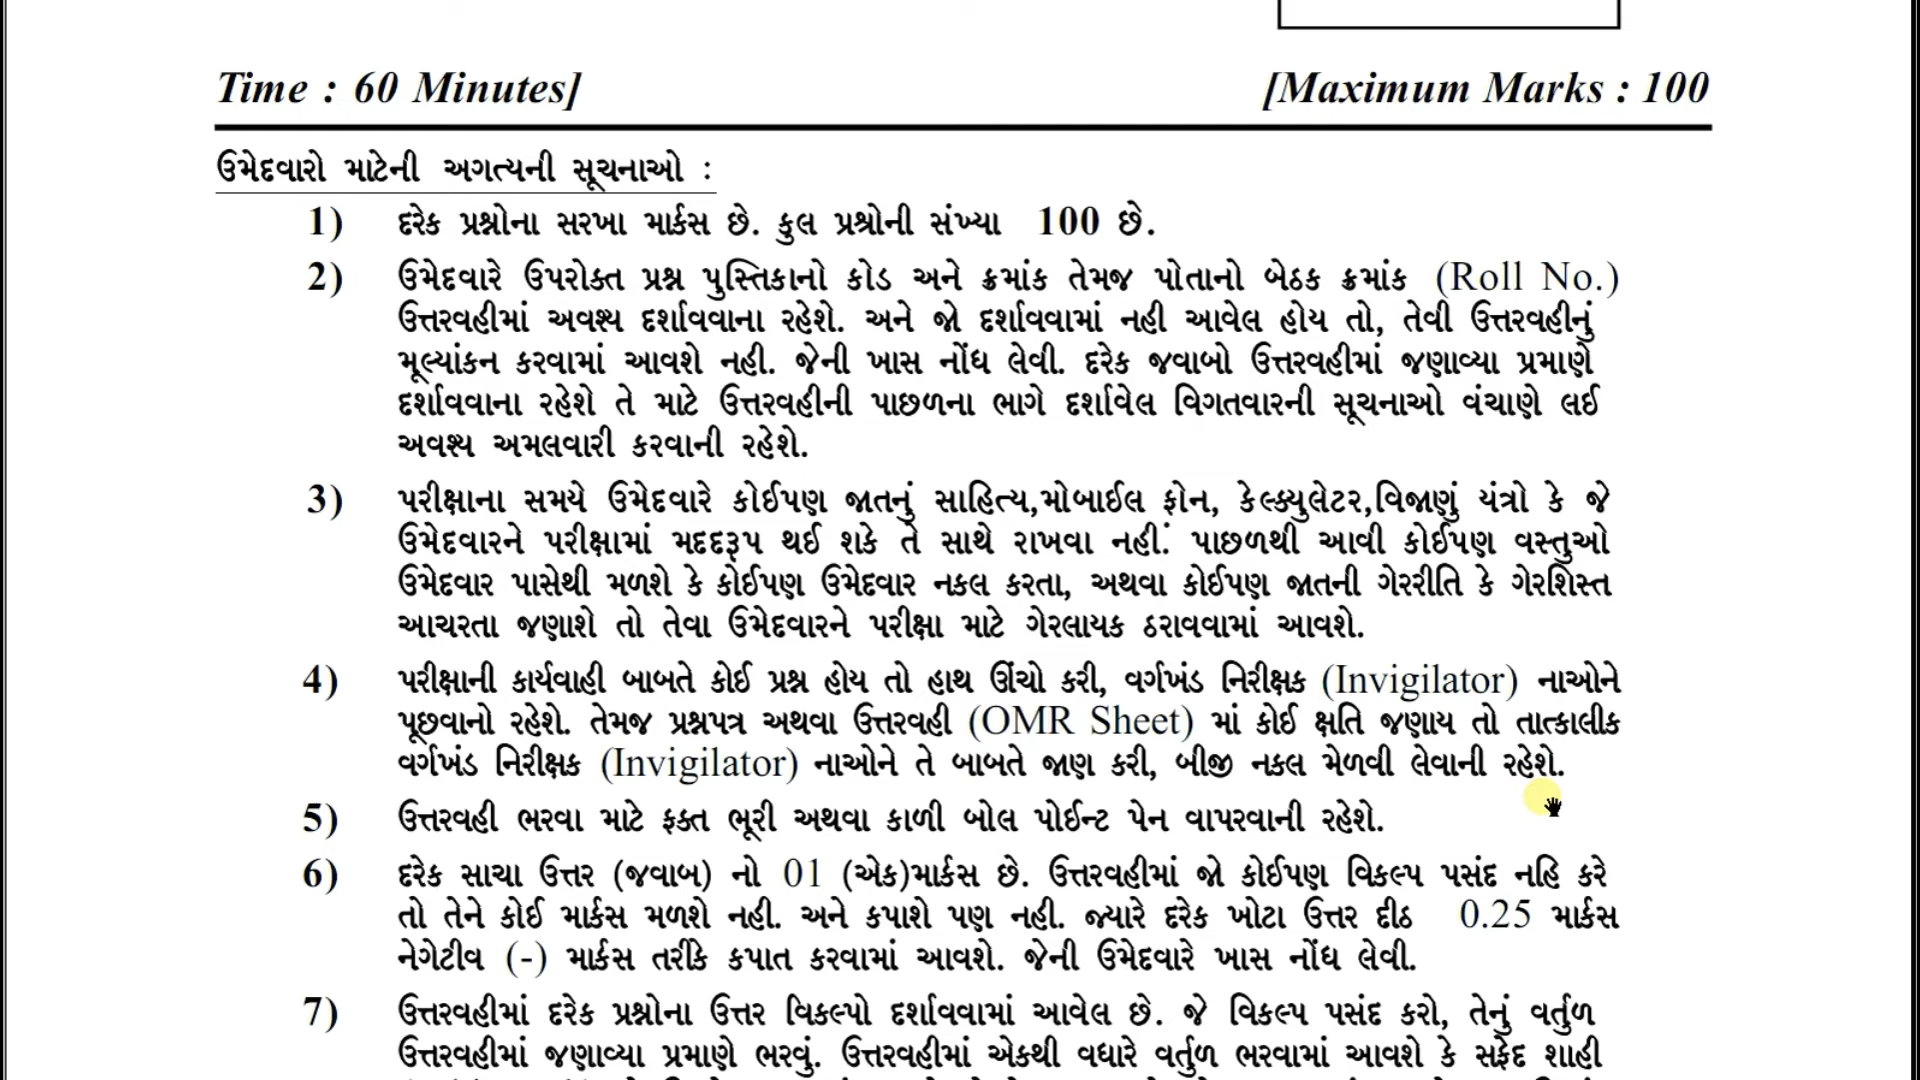 Time : 60 Minutes] [Maximum Marks : 100
ઉમેદવારો માટેની અગત્યની સૂચનાઓ :
1) દરેક પ્રશ્નોના સરખા માર્કસ છે. કુલ પ્રશ્નોની સંખ્યા 100 છે.
2) ઉમેદવારે ઉપરોક્ત પ્રશ્ન પુસ્તિકાનો કોડ અને ક્રમાંક તેમજ પોતાનો બેઠક ક્રમાંક (Roll No.)
ઉત્તરવહીમાં અવશ્ય દર્શાવવાના રહેશે. અને જો દર્શાવવામાં નહી આવેલ હોય તો, તેવી ઉત્તરવહીનું
મૂલ્યાંકન કરવામાં આવશે નહી. જેની ખાસ નોંધ લેવી. દરેક જવાબો ઉત્તરવહીમાં જણાવ્યા પ્રમાણે
દર્શાવવાના રહેશે તે માટે ઉત્તરવહીની પાછળના ભાગે દર્શાવેલ વિગતવારની સૂચનાઓ વંચાણે લઈ
અવશ્ય અમલવારી કરવાની રહેશે.
3) પરીક્ષાના સમયે ઉમેદવારે કોઈપણ જાતનું સાહિત્ય,મોબાઈલ ફોન, કેલ્ક્યુલેટર,વિજાણું યંત્રો કે જે
ઉમેદવારને પરીક્ષામાં મદદરૂપ થઈ શકે તે સાથે રાખવા નહીં. પાછળથી આવી કોઈપણ વસ્તુઓ
ઉમેદવાર પાસેથી મળશે કે કોઈપણ ઉમેદવાર નકલ કરતા, અથવા કોઈપણ જાતની ગેરરીતિ કે ગેરશિસ્ત
આચરતા જણાશે તો તેવા ઉમેદવારને પરીક્ષા માટે ગેરલાયક ઠરાવવામાં આવશે.
4) પરીક્ષાની કાર્યવાહી બાબતે કોઈ પ્રશ્ન હોય તો હાથ ઊંચો કરી, વર્ગખંડ નિરીક્ષક (Invigilator) નાઓને
પૂછવાનો રહેશે. તેમજ પ્રશ્નપત્ર અથવા ઉત્તરવહી (OMR Sheet) માં કોઈ ક્ષતિ જણાય તો તાત્કાલીક
વર્ગખંડ નિરીક્ષક (Invigilator) નાઓને તે બાબતે જાણ કરી, બીજી નકલ મેળવી લેવાની રહેશે.
5) ઉત્તરવહી ભરવા માટે ફક્ત ભૂરી અથવા કાળી બોલ પોઈન્ટ પેન વાપરવાની રહેશે.
6) દરેક સાચા ઉત્તર (જવાબ) નો 01 (એક)માર્કસ છે. ઉત્તરવહીમાં જો કોઈપણ વિકલ્પ પસંદ નહિ કરે
તો તેને કોઈ માર્કસ મળશે નહી. અને કપાશે પણ નહી. જ્યારે દરેક ખોટા ઉત્તર દીઠ 0.25 માર્કસ
નેગેટીવ (-) માર્કસ તરીકે કપાત કરવામાં આવશે. જેની ઉમેદવારે ખાસ નોંધ લેવી.
7) ઉત્તરવહીમાં દરેક પ્રશ્નોના ઉત્તર વિકલ્પો દર્શાવવામાં આવેલ છે. જે વિકલ્પ પસંદ કરો, તેનું વર્તુળ
ઉત્તરવહીમાં જણાવ્યા પ્રમાણે ભરવું. ઉત્તરવહીમાં એકથી વધારે વર્તુળ ભરવામાં આવશે કે સફેદ શાહી